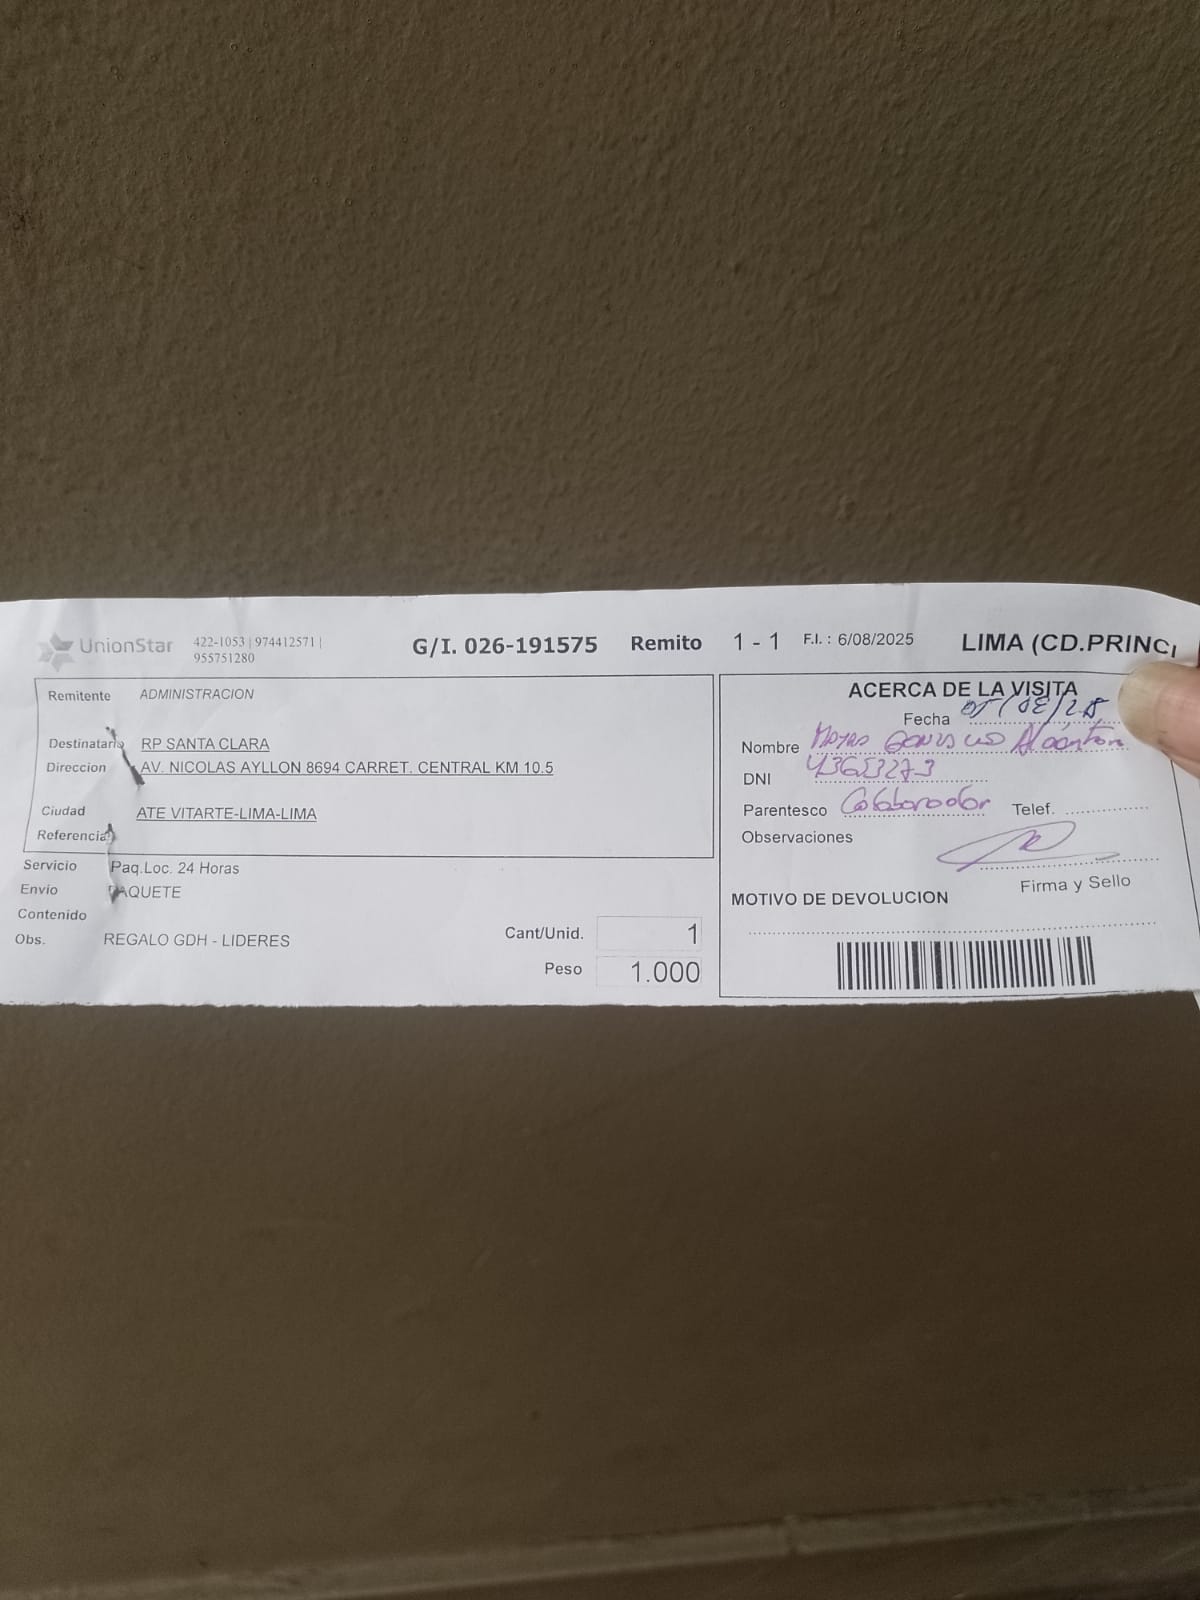 UnionStar 422-1053 | 974412571 |
955751280
G/I. 026-191575 Remito 1 - 1 F.I. : 6/08/2025 LIMA (CD.PRINCI
Remitente ADMINISTRACION
Destinatario RP SANTA CLARA
Direccion AV. NICOLAS AYLLON 8694 CARRET. CENTRAL KM 10.5
Ciudad ATE VITARTE-LIMA-LIMA
Referencia
Servicio Paq.Loc. 24 Horas
Envío PAQUETE
Contenido
Obs. REGALO GDH - LIDERES
Cant/Unid. 1
Peso 1.000
ACERCA DE LA VISITA
Fecha
Nombre
DNI 43653273
Parentesco Colaborador Telef.
Observaciones
Firma y Sello
MOTIVO DE DEVOLUCION